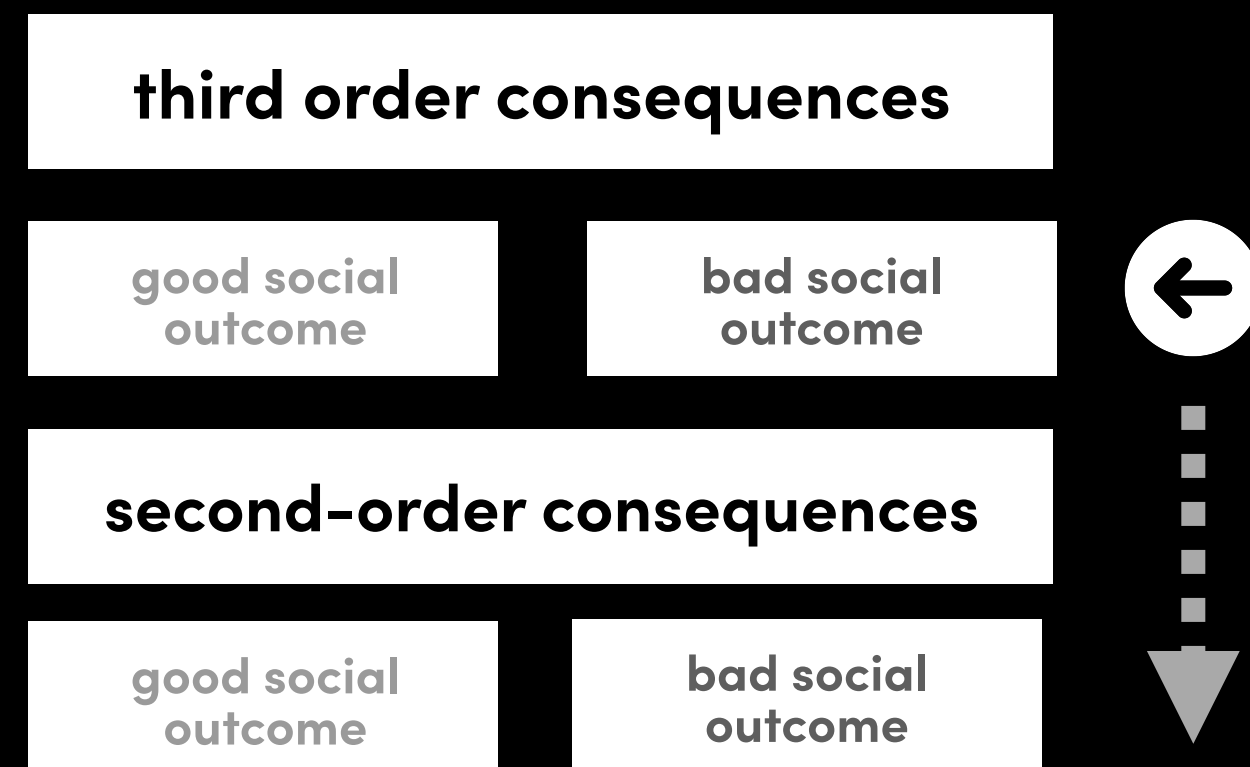 third order consequences
good social
outcome
bad social
outcome
second-order consequences
good social
outcome
bad social
outcome